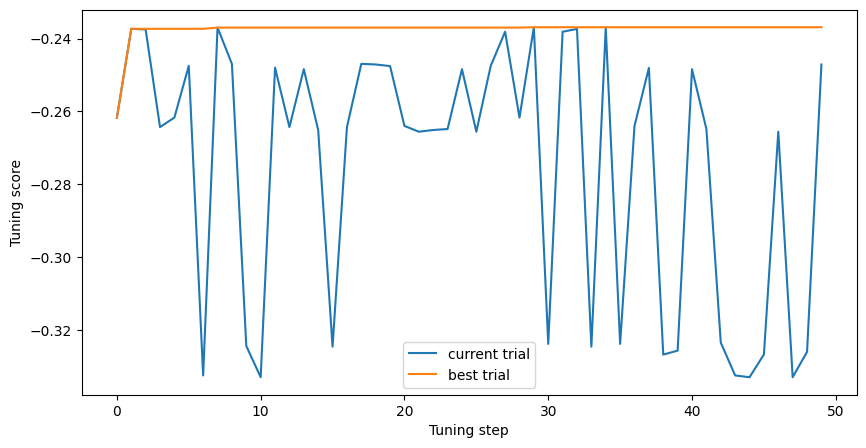 −0.24
−0.26
−0.28
−0.30
−0.32
Tuning score
current trial
best trial
0
10
20
30
40
50
Tuning step